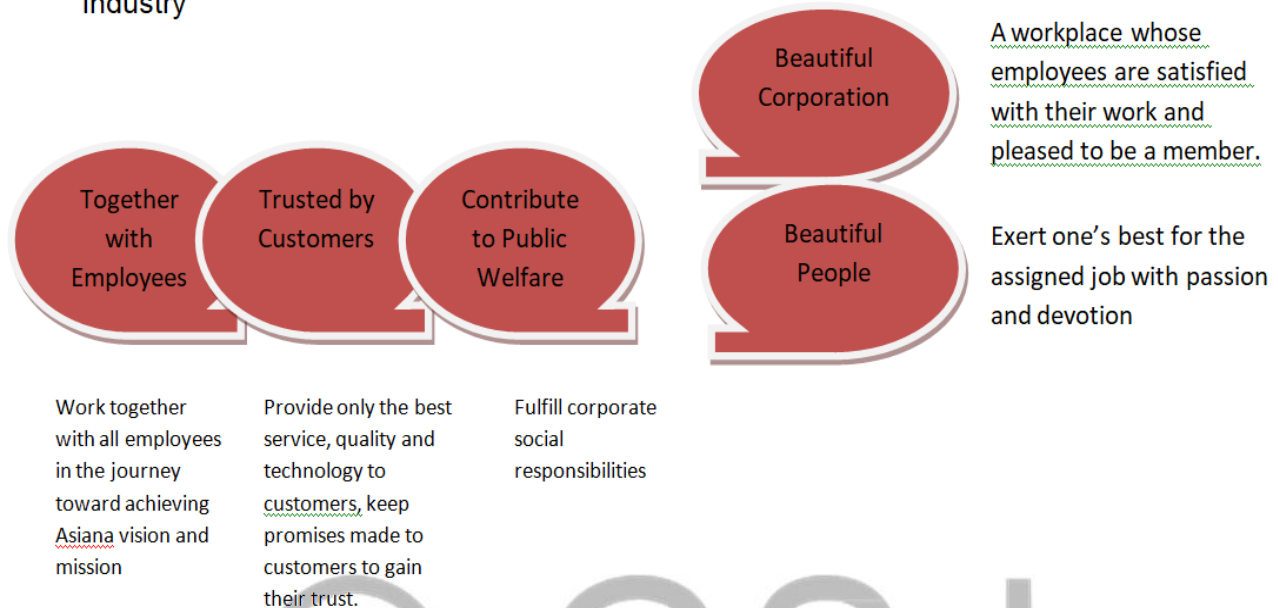 Industry
Beautiful
Corporation
A workplace whose
employees are satisfied
with their work and
pleased to be a member.
Together
with
Employees
Trusted by
Customers
Contribute
to Public
Welfare
Beautiful
People
Exert one's best for the
assigned job with passion
and devotion
Work together
with all employees
in the journey
toward achieving
Asiana vision and
mission
Provide only the best
service, quality and
technology to
customers, keep
promises made to
customers to gain
their trust.
Fulfill corporate
social
responsibilities